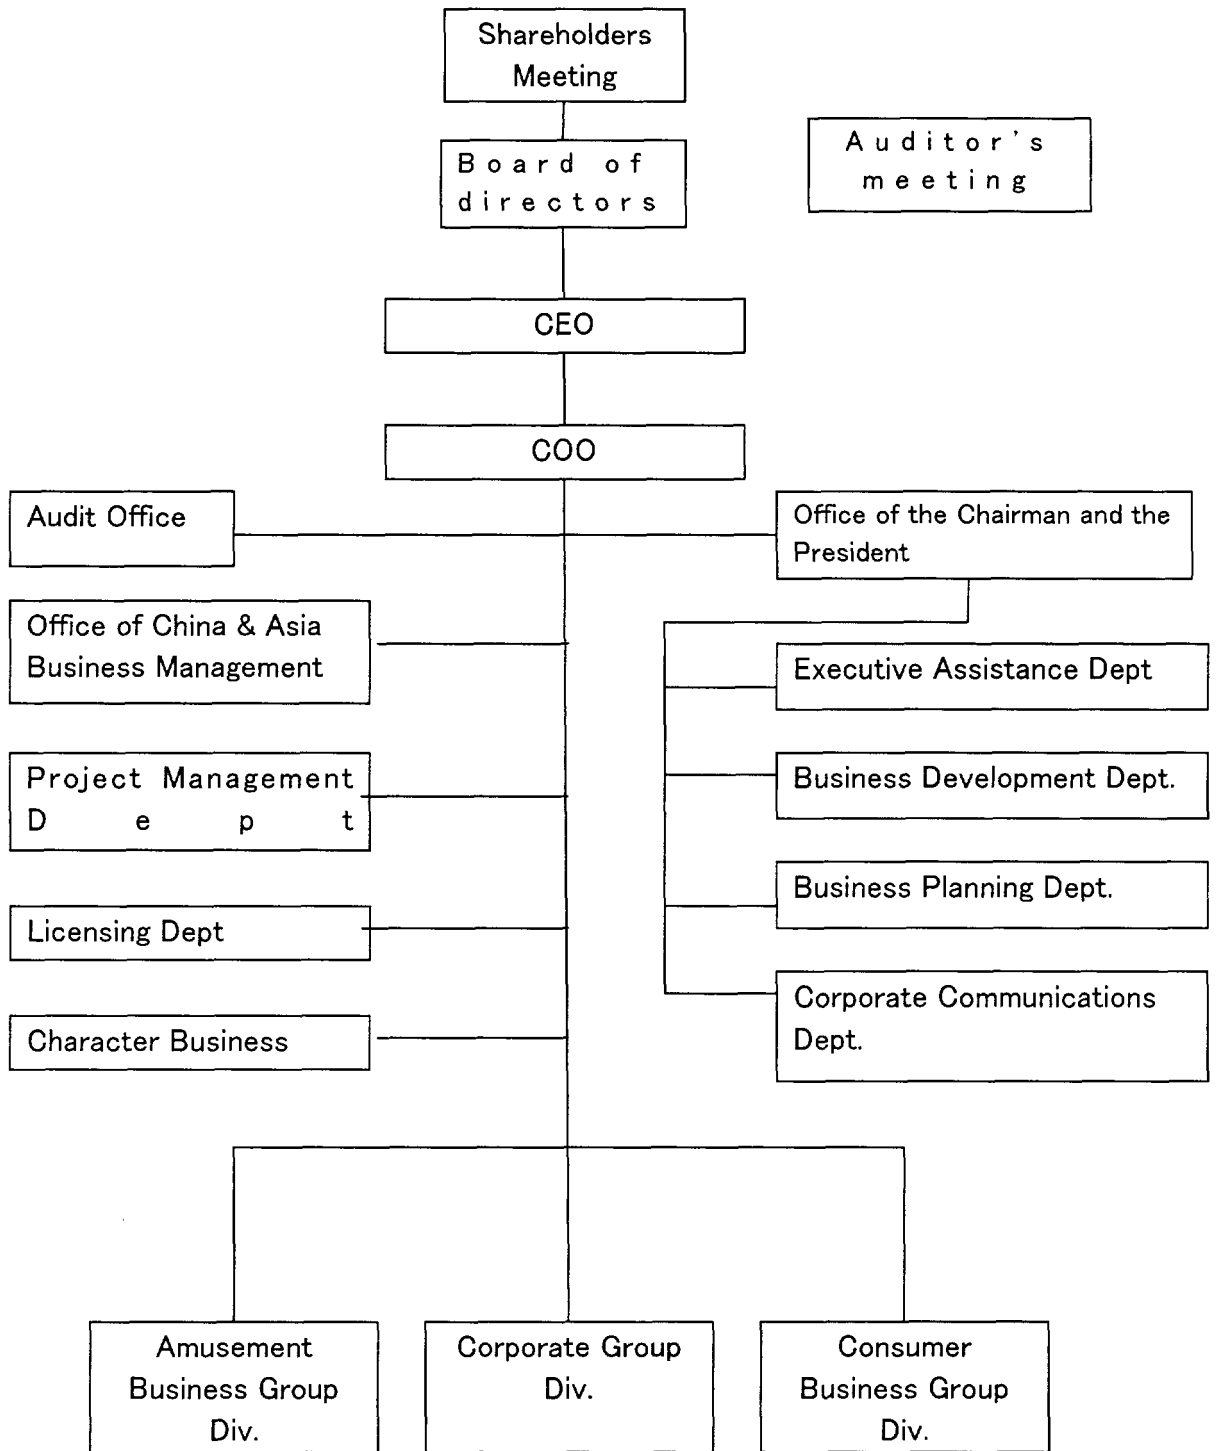 Shareholders
Meeting
Board of
directors
Auditor's
meeting
CEO
COO
Audit Office
Office of the Chairman and the
President
Office of China & Asia
Business Management
Executive Assistance Dept
Project Management
Dept
Business Development Dept.
Business Planning Dept.
Licensing Dept
Corporate Communications
Dept.
Character Business
Amusement
Business Group
Div.
Corporate Group
Div.
Consumer
Business Group
Div.